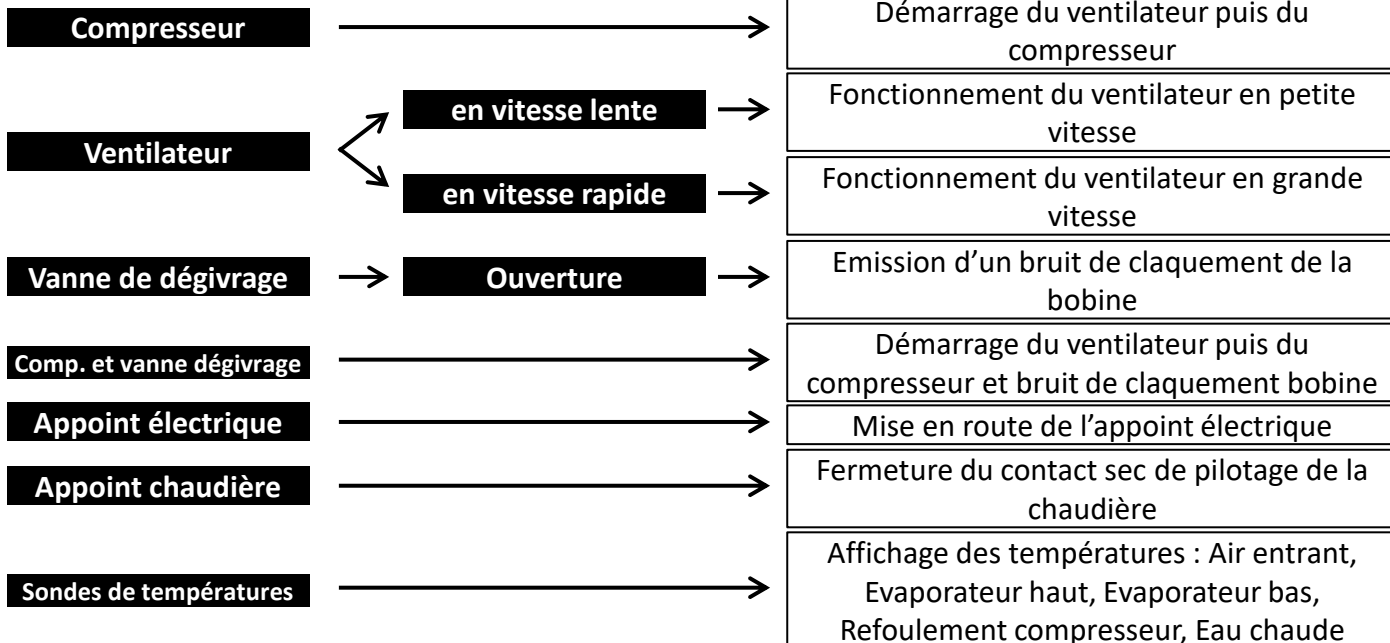 Compresseur
Démarrage du ventilateur puis du
compresseur
Ventilateur
en vitesse lente
Fonctionnement du ventilateur en petite
vitesse
en vitesse rapide
Fonctionnement du ventilateur en grande
vitesse
Vanne de dégivrage
Ouverture
Emission d’un bruit de claquement de la
bobine
Comp. et vanne dégivrage
Démarrage du ventilateur puis du
compresseur et bruit de claquement bobine
Appoint électrique
Mise en route de l’appoint électrique
Appoint chaudière
Fermeture du contact sec de pilotage de la
chaudière
Sondes de températures
Affichage des températures : Air entrant,
Evaporateur haut, Evaporateur bas,
Refoulement compresseur, Eau chaude